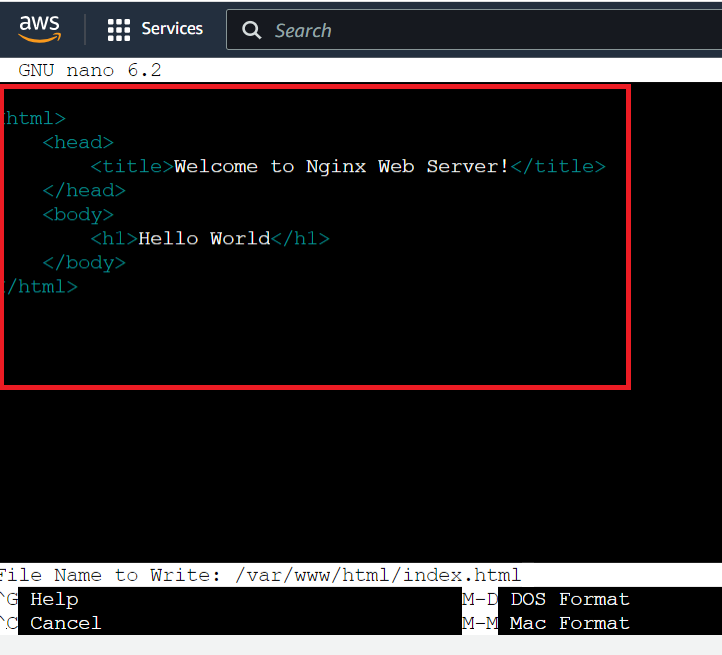 aws
Services
Search
GNU nano 6.2
<html>
<head>
<title>Welcome to Nginx Web Server!</title>
</head>
<body>
<h1>Hello World</h1>
</body>
</html>
File Name to Write: /var/www/html/index.html
^G Help M-D DOS Format
^C Cancel M-M Mac Format